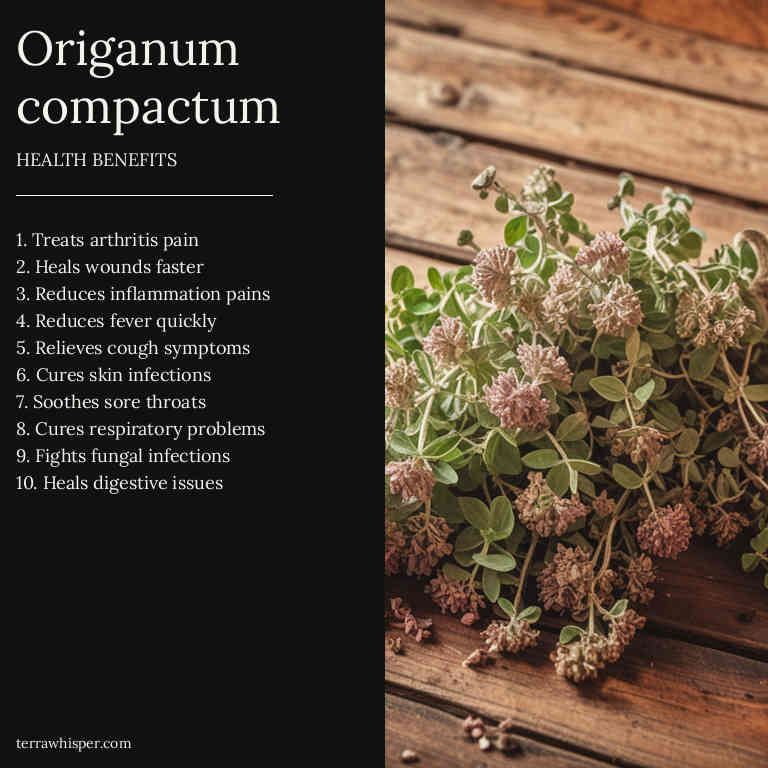 Origanum
compactum
HEALTH BENEFITS
1. Treats arthritis pain
2. Heals wounds faster
3. Reduces inflammation pains
4. Reduces fever quickly
5. Relieves cough symptoms
6. Cures skin infections
7. Soothes sore throats
8. Cures respiratory problems
9. Fights fungal infections
10. Heals digestive issues
terrawhisper.com